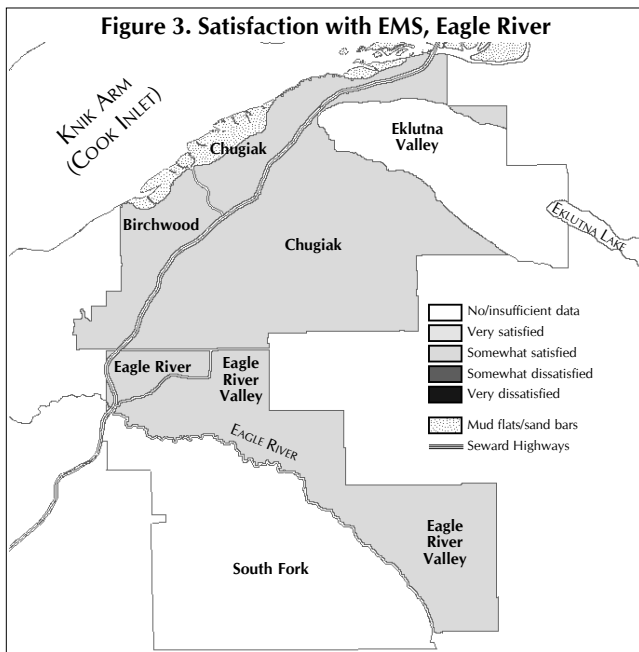 Figure 3. Satisfaction with EMS, Eagle River
KNIK ARM
(COOK INLET)
Eklutna
Valley
Chugiak
EKLUTNA LAKE
Birchwood
Chugiak
No/insufficient data
Very satisfied
Somewhat satisfied
Somewhat dissatisfied
Very dissatisfied
Mud flats/sand bars
Seward Highways
Eagle River
Eagle
River
Valley
EAGLE RIVER
Eagle
River
Valley
South Fork